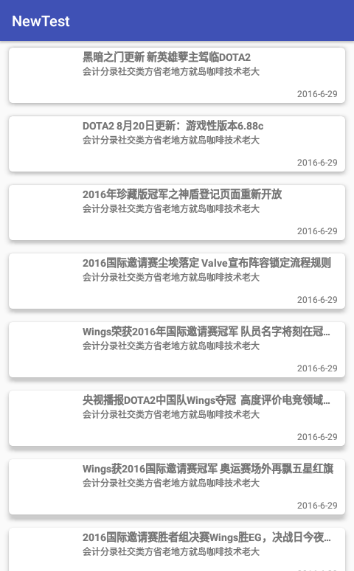 NewTest
黑暗之门更新 新英雄孽主驾临DOTA2
会计分录社交类方省老地方就鸟咖啡技术老大
2016-6-29
DOTA2 8月20日更新：游戏性版本6.88c
会计分录社交类方省老地方就鸟咖啡技术老大
2016-6-29
2016年珍藏版冠军之神盾登记页面重新开放
会计分录社交类方省老地方就鸟咖啡技术老大
2016-6-29
2016国际邀请赛尘埃落定 Valve宣布阵容锁定流程规则
会计分录社交类方省老地方就鸟咖啡技术老大
2016-6-29
Wings荣获2016年国际邀请赛冠军 队员名字将刻在冠...
会计分录社交类方省老地方就鸟咖啡技术老大
2016-6-29
央视播报DOTA2中国队Wings夺冠 高度评价电竞领域...
会计分录社交类方省老地方就鸟咖啡技术老大
2016-6-29
Wings获2016国际邀请赛冠军 奥运赛场外再飘五星红旗
会计分录社交类方省老地方就鸟咖啡技术老大
2016-6-29
2016国际邀请赛胜者组决赛Wings胜EG，决战日今夜...
会计分录社交类方省老地方就鸟咖啡技术老大